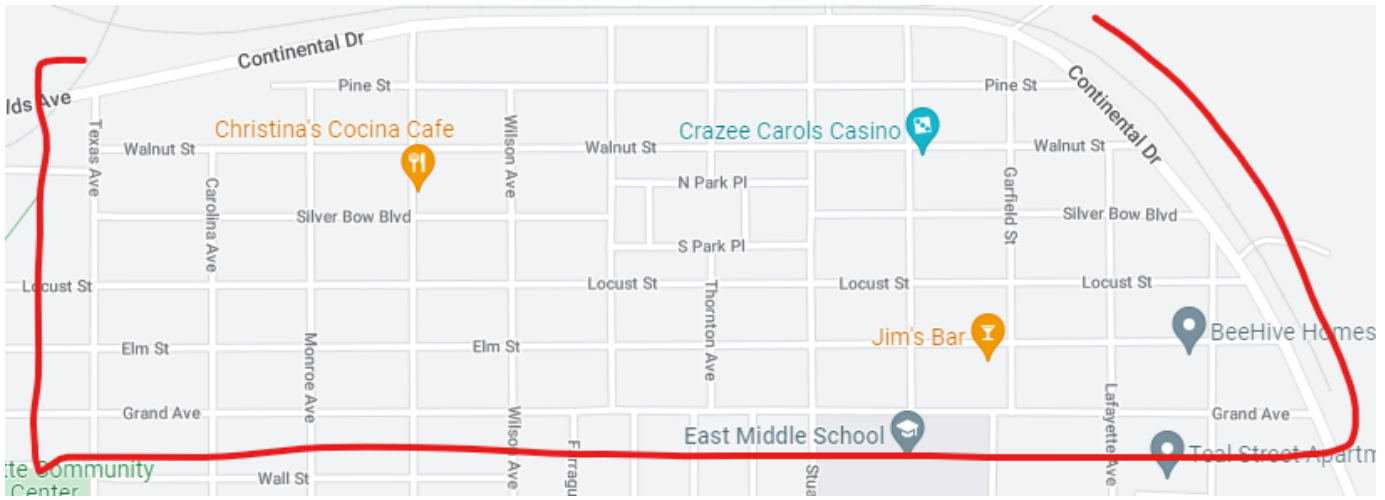 Continental Dr
lds Ave
Pine St
Pine St
Continental Dr
Texas Ave
Christina's Cocina Cafe
Wilson Ave
Crazee Carols Casino
Walnut St
Walnut St
Walnut St
Carolina Ave
N Park Pl
Garfield St
Silver Bow Blvd
Silver Bow Blvd
S Park Pl
Locust St
Locust St
Locust St
Locust St
Thornton Ave
Jim's Bar
BeeHive Homes
Monroe Ave
Elm St
Elm St
Lafayette Ave
Grand Ave
Grand Ave
Wilson Ave
East Middle School
Farragu
Stua
Teal Street Apartm
tte Community
Center
Wall St